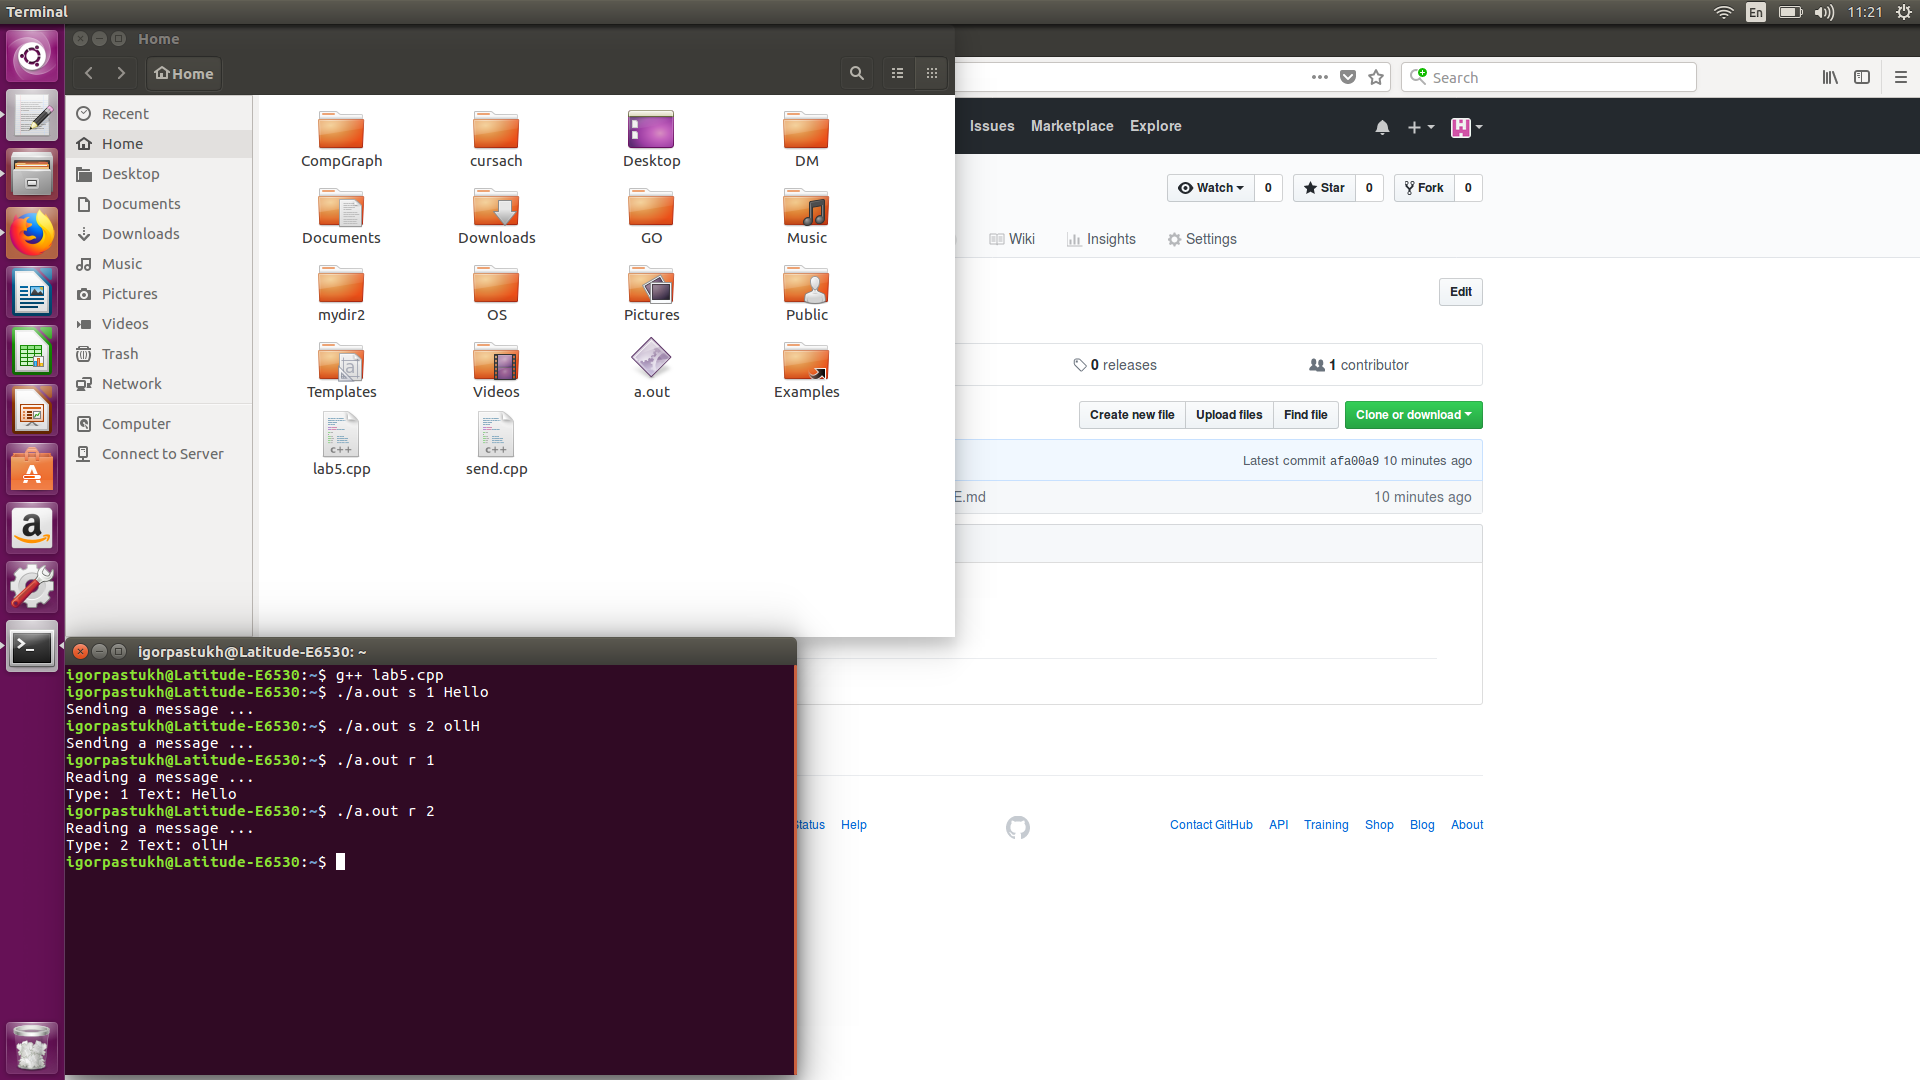 Terminal
En
11:21
Home
Home
Recent
Home
Desktop
Documents
Downloads
Music
Pictures
Videos
Trash
Network
Computer
Connect to Server
CompGraph
cursach
Desktop
DM
Documents
Downloads
GO
Music
mydir2
OS
Pictures
Public
Templates
Videos
a.out
Examples
lab5.cpp
send.cpp
Search
Issues Marketplace Explore
Watch 0 Star 0 Fork 0
Wiki Insights Settings
Edit
0 releases 1 contributor
Create new file Upload files Find file Clone or download
Latest commit afa00a9 10 minutes ago
E.md 10 minutes ago
Status Help
Contact GitHub API Training Shop Blog About
igorpastukh@Latitude-E6530: ~
igorpastukh@Latitude-E6530:~$ g++ lab5.cpp
igorpastukh@Latitude-E6530:~$ ./a.out s 1 Hello
Sending a message ...
igorpastukh@Latitude-E6530:~$ ./a.out s 2 ollH
Sending a message ...
igorpastukh@Latitude-E6530:~$ ./a.out r 1
Reading a message ...
Type: 1 Text: Hello
igorpastukh@Latitude-E6530:~$ ./a.out r 2
Reading a message ...
Type: 2 Text: ollH
igorpastukh@Latitude-E6530:~$